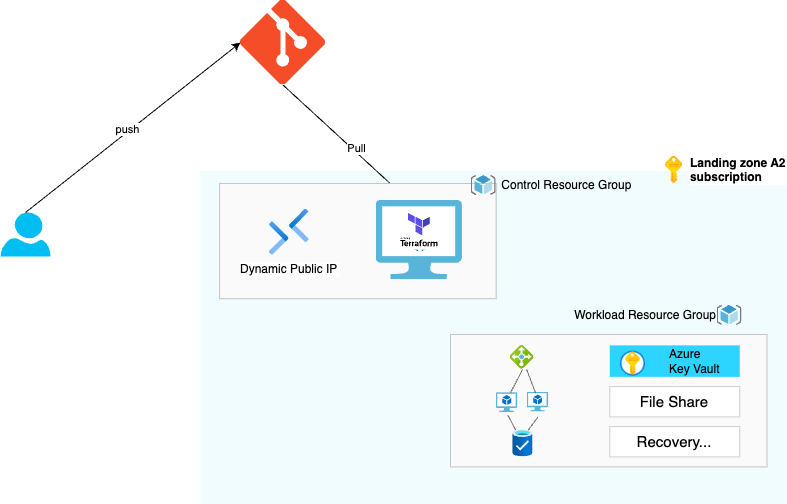 push
Pull
Landing zone A2
subscription
Control Resource Group
Terraform
Dynamic Public IP
Workload Resource Group
Azure
Key Vault
File Share
Recovery...